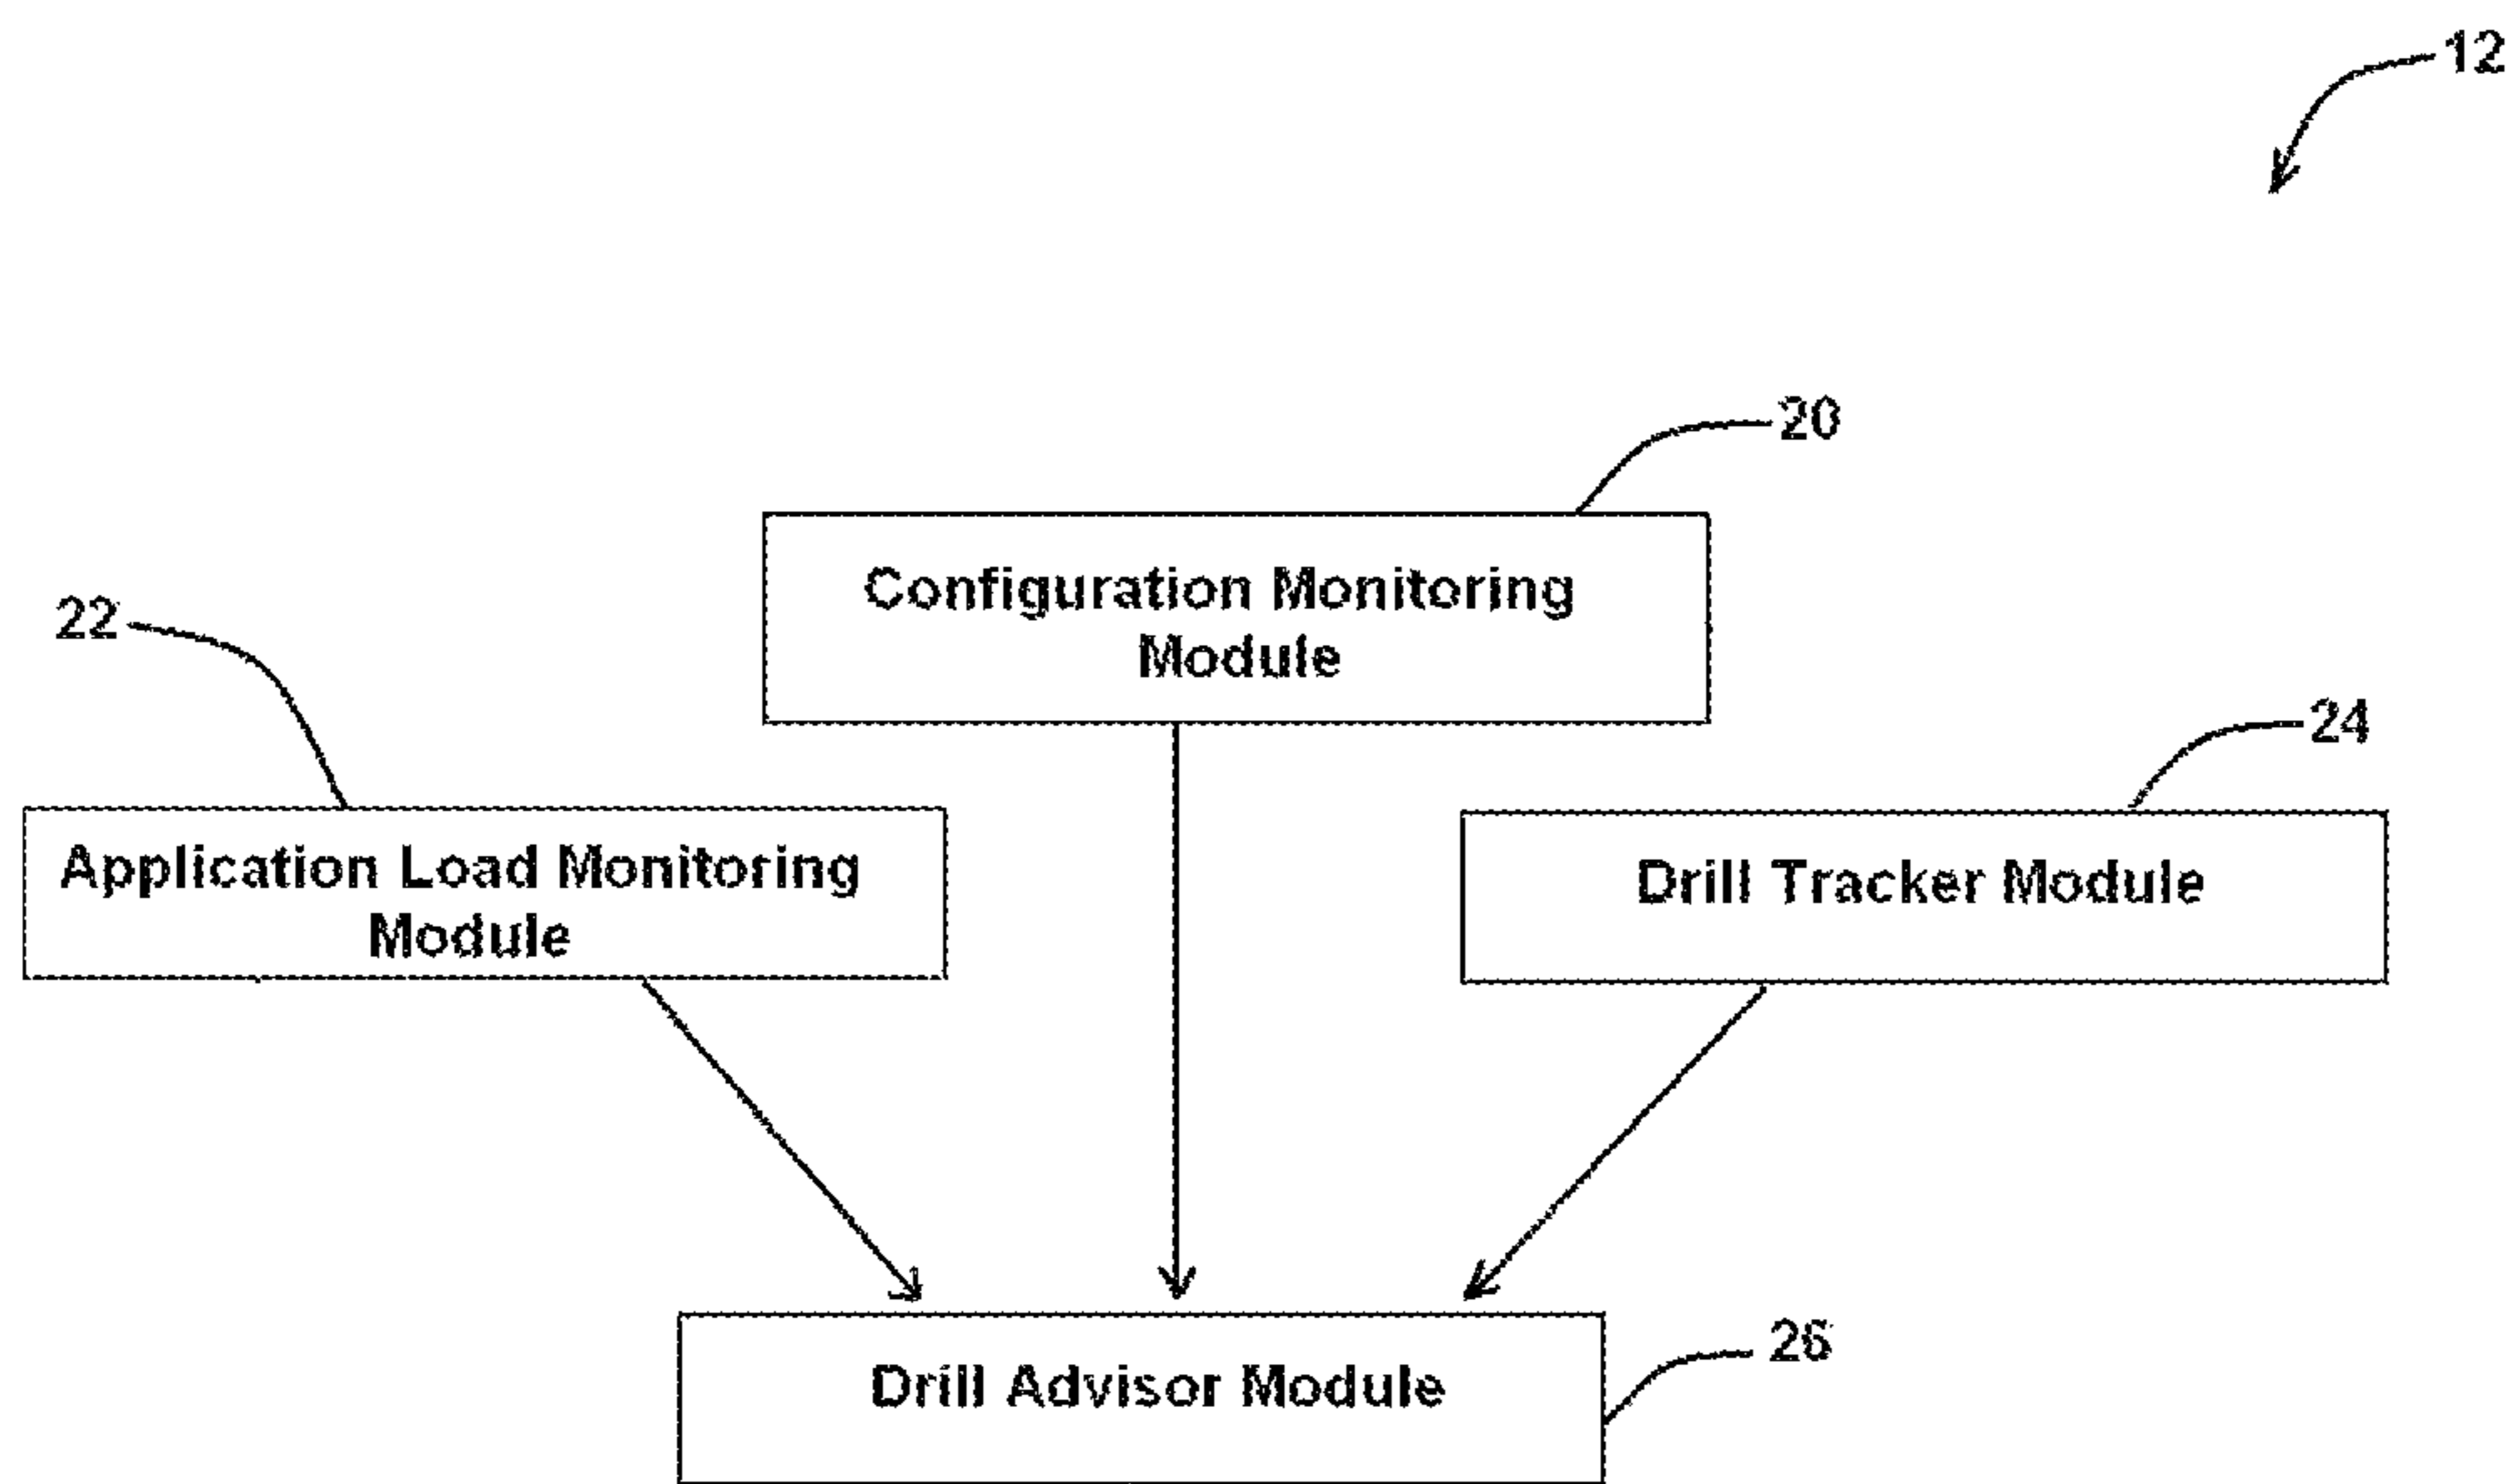 12
20
Configuration Monitoring
Module
22
24
Application Load Monitoring
Module
Drill Tracker Module
26
Drill Advisor Module